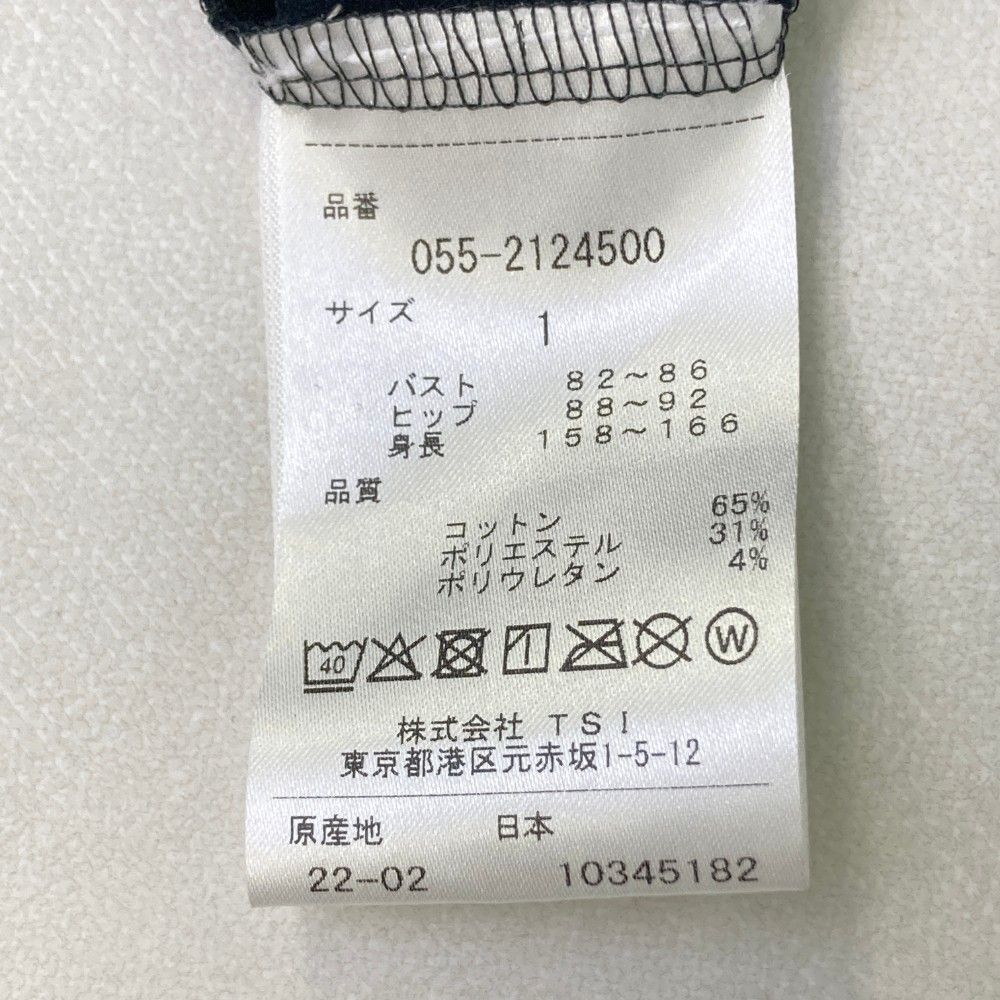 品番
055-2124500
サイズ 1
バスト 82～86
ヒップ 88～92
身長 158～166
品質
コットン 65%
ポリエステル 31%
ポリウレタン 4%
40 W
株式会社 TSI
東京都港区元赤坂1-5-12
原産地 日本
22-02 10345182